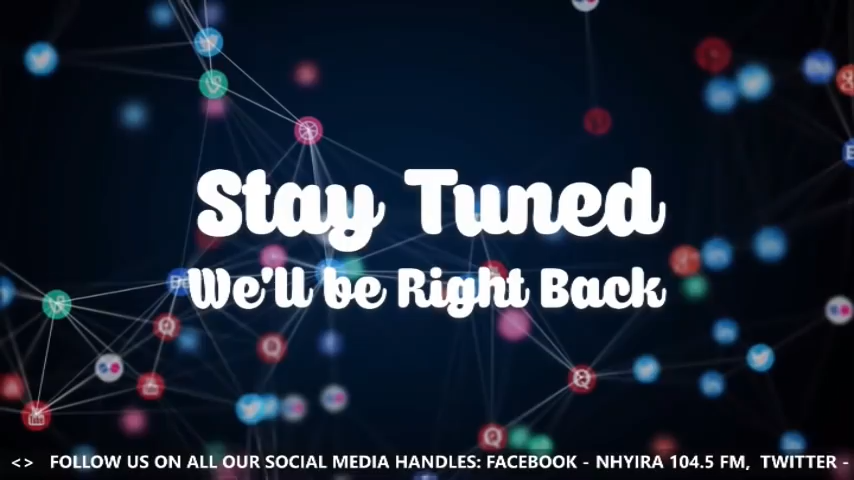 Stay Tuned
We'll be Right Back
<> FOLLOW US ON ALL OUR SOCIAL MEDIA HANDLES: FACEBOOK - NHYIRA 104.5 FM, TWITTER -